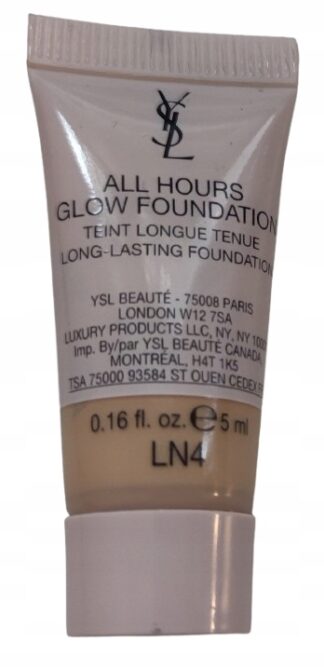 YSL
ALL HOURS
GLOW FOUNDATION
TEINT LONGUE TENUE
LONG-LASTING FOUNDATION
YSL BEAUTÉ - 75008 PARIS
LONDON W12 7SA
LUXURY PRODUCTS LLC, NY, NY
Imp. By/par YSL BEAUTÉ CANADA,
MONTRÉAL, H4T 1K5
TSA 75000 93584 ST OUEN CEDEX
0.16 fl. oz. ℮ 5 ml
LN4